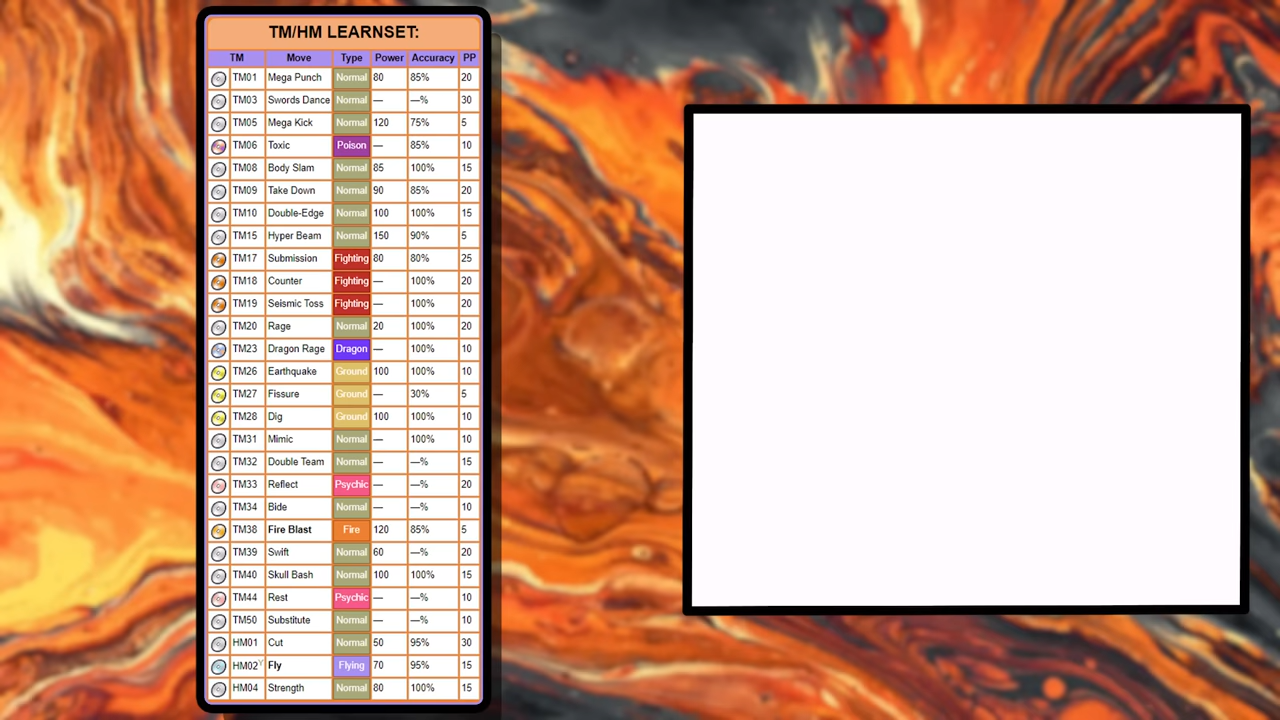 TM/HM LEARNSET:
TM Move Type Power Accuracy PP
TM01 Mega Punch Normal 80 85% 20
TM03 Swords Dance Normal — —% 30
TM05 Mega Kick Normal 120 75% 5
TM06 Toxic Poison — 85% 10
TM08 Body Slam Normal 85 100% 15
TM09 Take Down Normal 90 85% 20
TM10 Double-Edge Normal 100 100% 15
TM15 Hyper Beam Normal 150 90% 5
TM17 Submission Fighting 80 80% 25
TM18 Counter Fighting — 100% 20
TM19 Seismic Toss Fighting — 100% 20
TM20 Rage Normal 20 100% 20
TM23 Dragon Rage Dragon — 100% 10
TM26 Earthquake Ground 100 100% 10
TM27 Fissure Ground — 30% 5
TM28 Dig Ground 100 100% 10
TM31 Mimic Normal — 100% 10
TM32 Double Team Normal — —% 15
TM33 Reflect Psychic — —% 20
TM34 Bide Normal — —% 10
TM38 Fire Blast Fire 120 85% 5
TM39 Swift Normal 60 —% 20
TM40 Skull Bash Normal 100 100% 15
TM44 Rest Psychic — —% 10
TM50 Substitute Normal — —% 10
HM01 Cut Normal 50 95% 30
HM02Y Fly Flying 70 95% 15
HM04 Strength Normal 80 100% 15